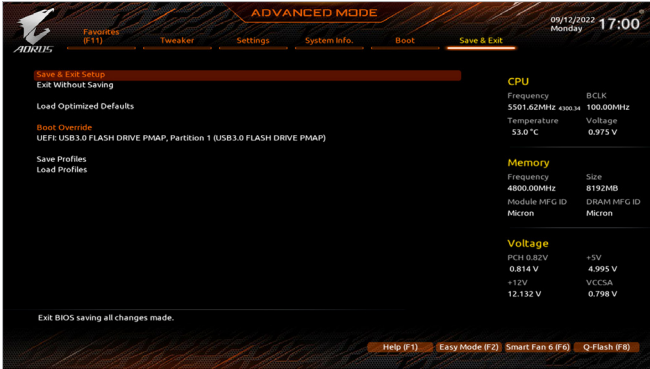 ADVANCED MODE
09/12/2022 17:00
Monday
AORUS
Favorites
(F11)
Tweaker
Settings
System Info.
Boot
Save & Exit
Save & Exit Setup
Exit Without Saving
Load Optimized Defaults
Boot Override
UEFI: USB3.0 FLASH DRIVE PMAP, Partition 1 (USB3.0 FLASH DRIVE PMAP)
Save Profiles
Load Profiles
CPU
Frequency BCLK
5501.62MHz 4300.34 100.00MHz
Temperature Voltage
53.0 °C 0.975 V
Memory
Frequency Size
4800.00MHz 8192MB
Module MFG ID DRAM MFG ID
Micron Micron
Voltage
PCH 0.82V +5V
0.814 V 4.995 V
+12V VCCSA
12.132 V 0.798 V
Exit BIOS saving all changes made.
Help (F1) Easy Mode (F2) Smart Fan 6 (F6) Q-Flash (F8)